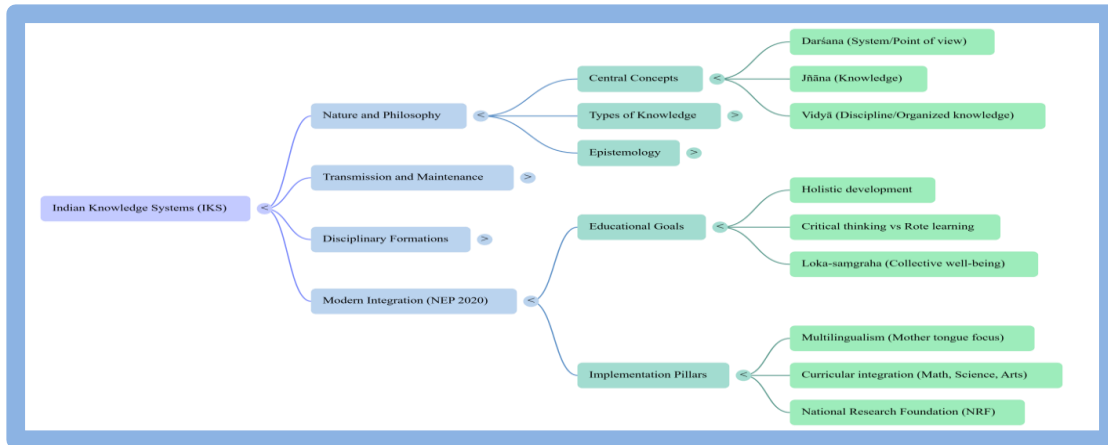 Indian Knowledge Systems (IKS)
<
Nature and Philosophy
<
Central Concepts
<
Darśana (System/Point of view)
Jñāna (Knowledge)
Vidyā (Discipline/Organized knowledge)
Types of Knowledge
>
Epistemology
>
Transmission and Maintenance
>
Disciplinary Formations
>
Modern Integration (NEP 2020)
<
Educational Goals
<
Holistic development
Critical thinking vs Rote learning
Loka-saṃgraha (Collective well-being)
Implementation Pillars
<
Multilingualism (Mother tongue focus)
Curricular integration (Math, Science, Arts)
National Research Foundation (NRF)